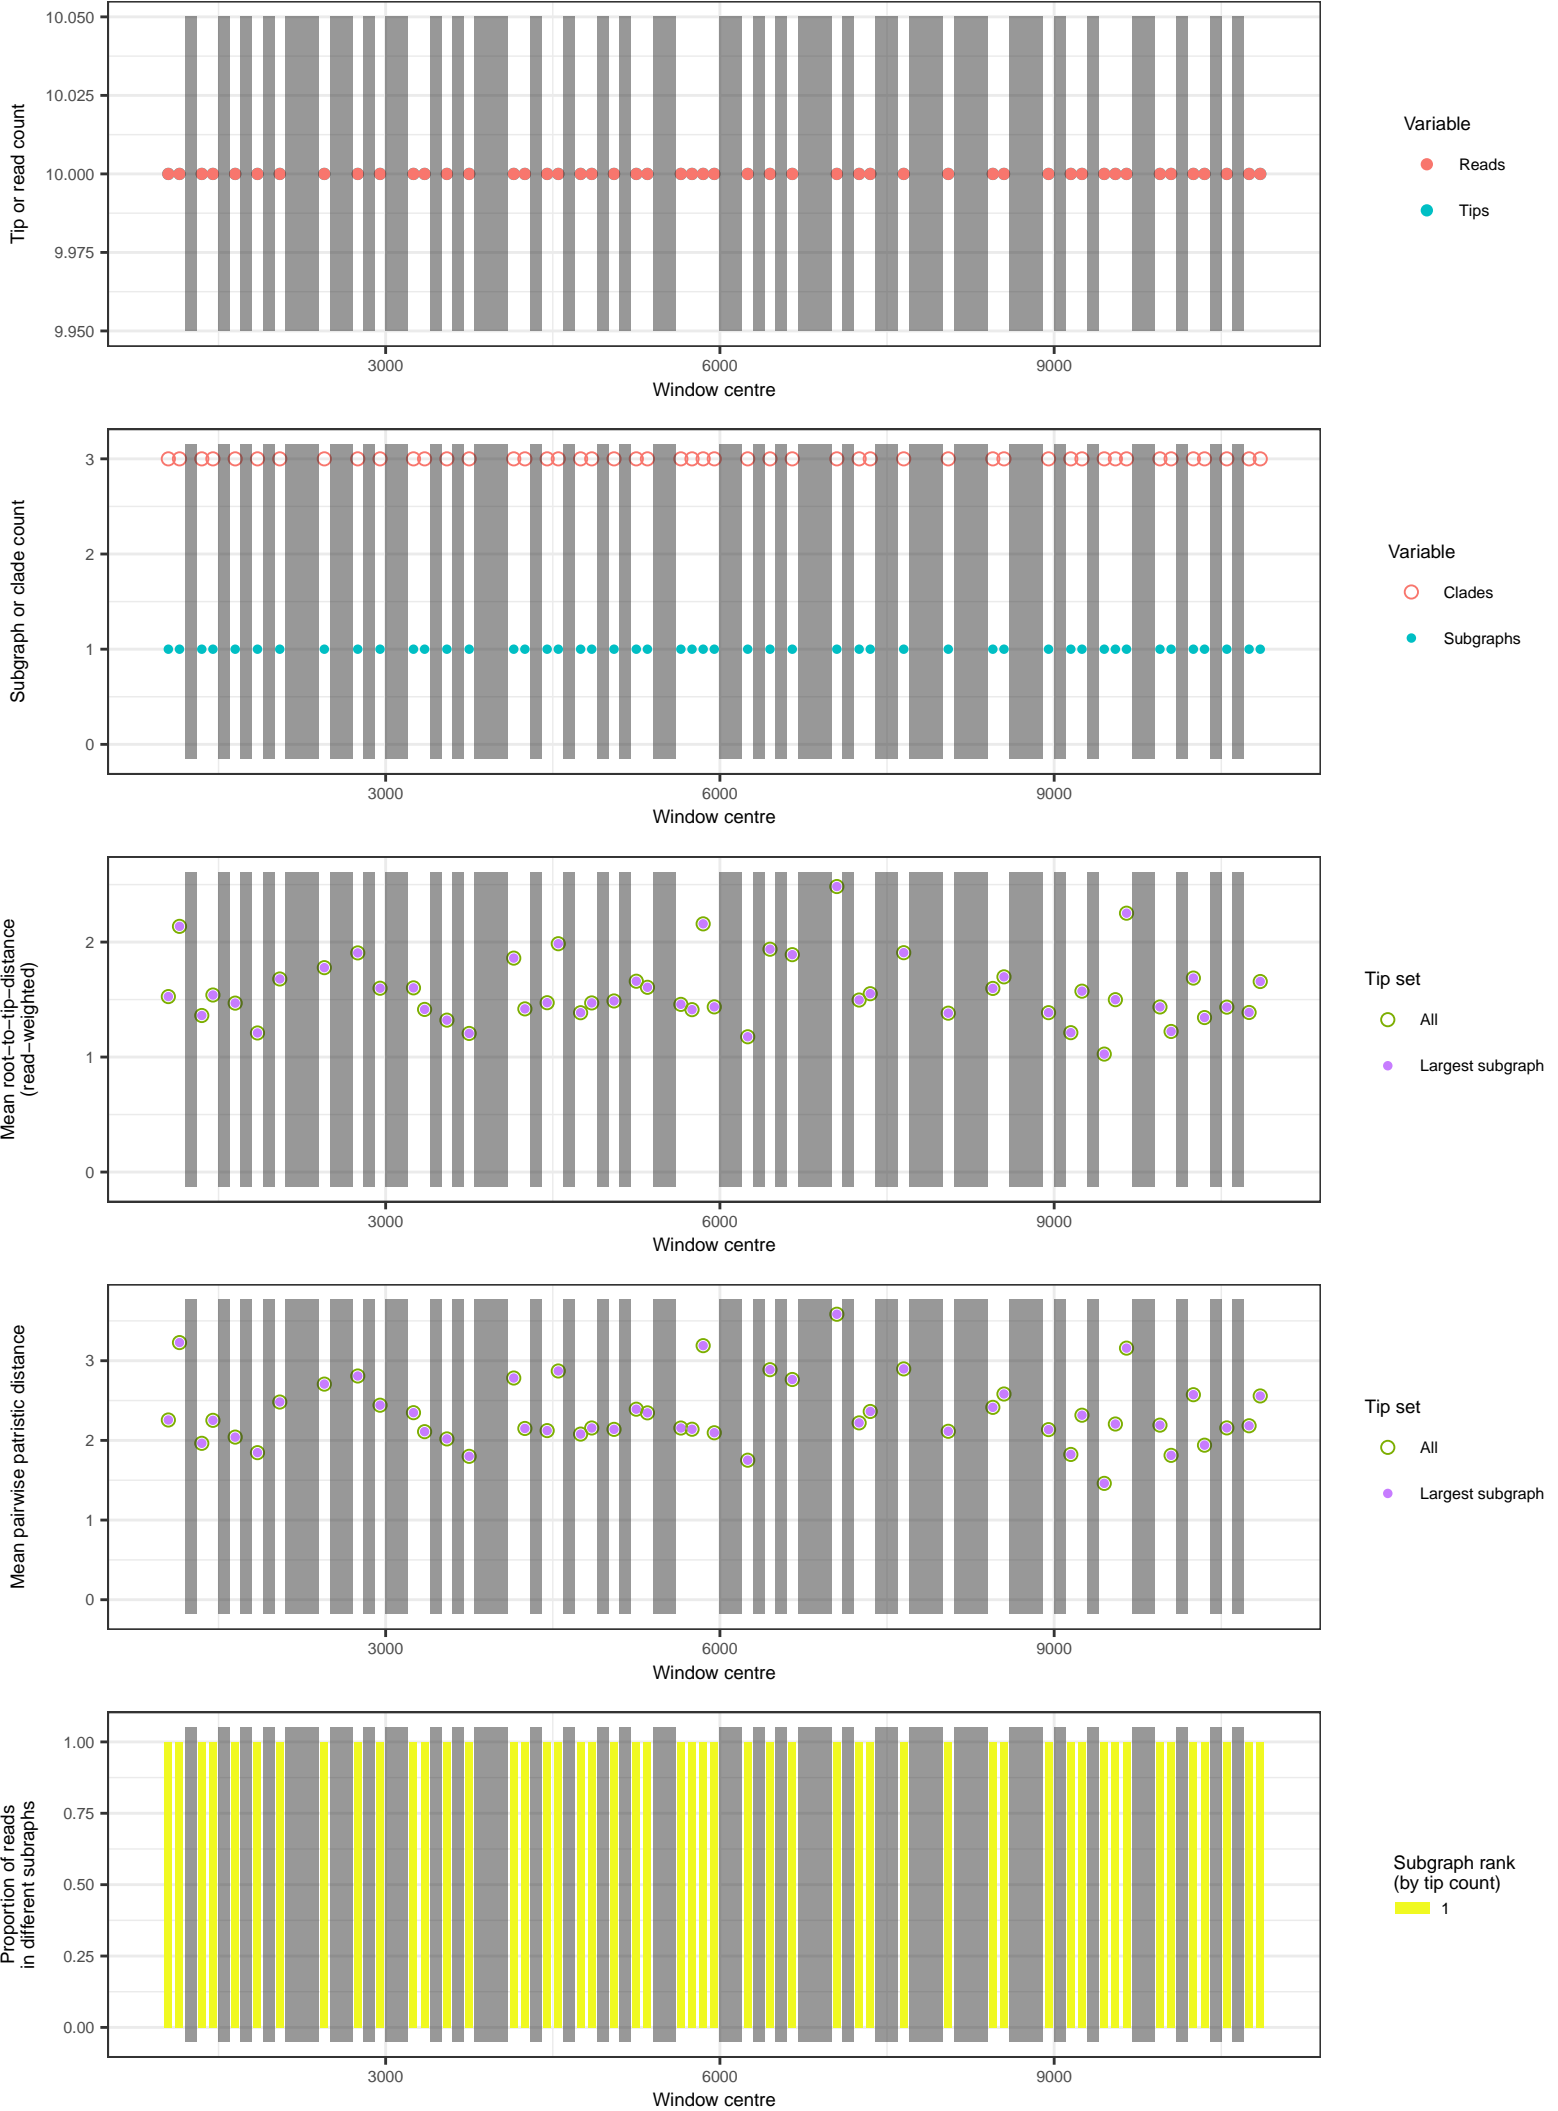 10.050
10.025
10.000
9.975
9.950
Tip or read count
3000
6000
9000
Window centre
Variable
Reads
Tips
3
2
1
0
Subgraph or clade count
3000
6000
9000
Window centre
Variable
Clades
Subgraphs
2
1
0
Mean root−to−tip−distance
(read−weighted)
3000
6000
9000
Window centre
Tip set
All
Largest subgraph
3
2
1
0
Mean pairwise patristic distance
3000
6000
9000
Window centre
Tip set
All
Largest subgraph
1.00
0.75
0.50
0.25
0.00
Proportion of reads
in different subraphs
3000
6000
9000
Window centre
Subgraph rank
(by tip count)
1